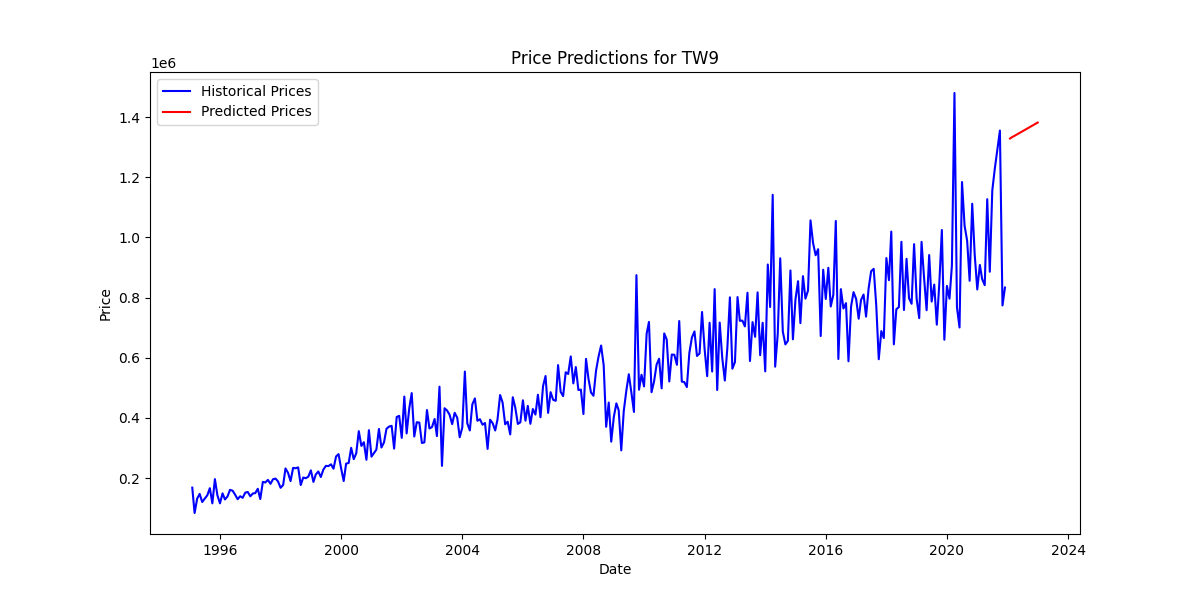 Price Predictions for TW9
1e6
Historical Prices
Predicted Prices
1.4
1.2
1.0
0.8
0.6
0.4
0.2
Price
1996 2000 2004 2008 2012 2016 2020 2024
Date